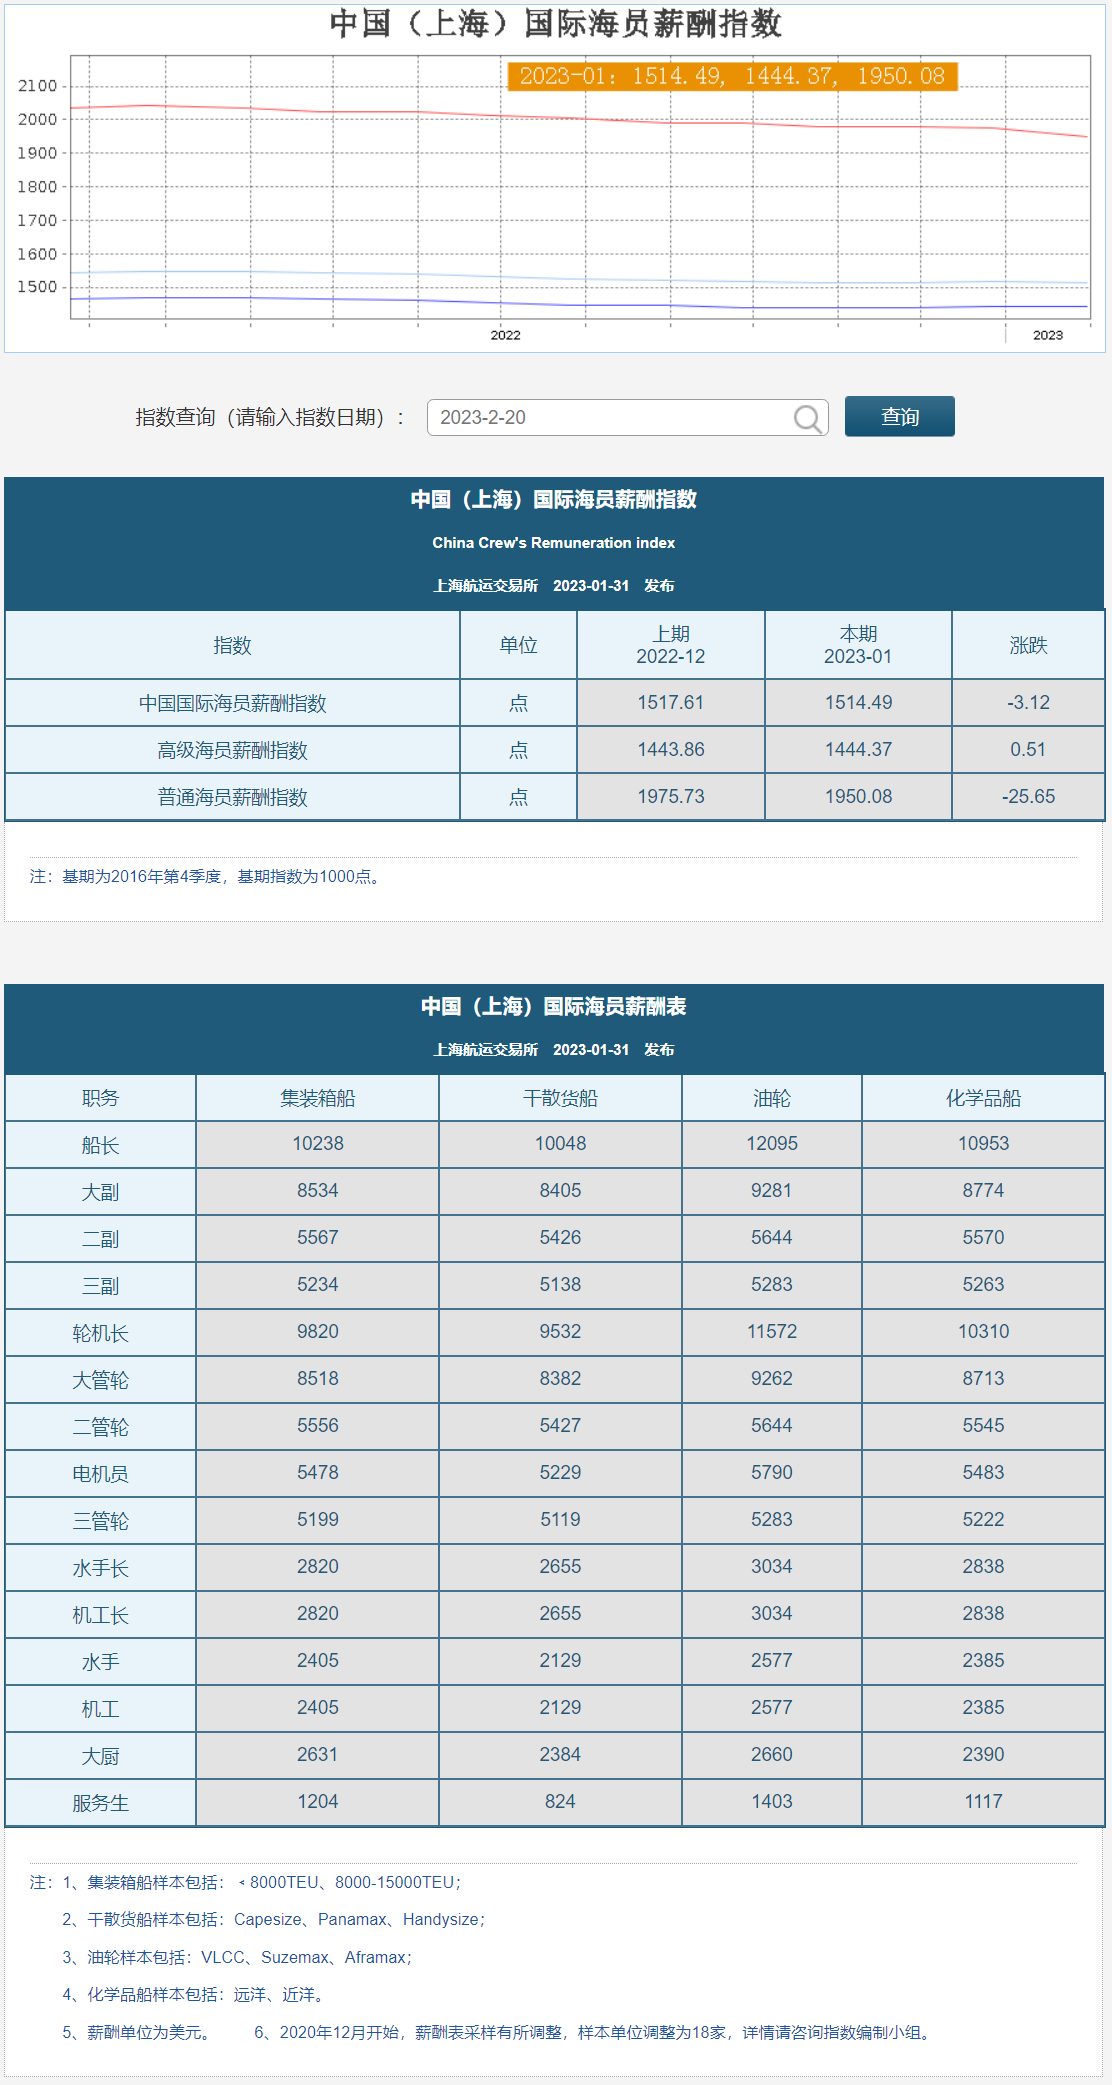 中国（上海）国际海员薪酬指数
2023-01: 1514.49, 1444.37, 1950.08
2100
2000
1900
1800
1700
1600
1500
2022 2023
指数查询（请输入指数日期）： 2023-2-20 查询
中国（上海）国际海员薪酬指数
China Crew's Remuneration index
上海航运交易所 2023-01-31 发布
指数 单位 上期 2022-12 本期 2023-01 涨跌
中国国际海员薪酬指数 点 1517.61 1514.49 -3.12
高级海员薪酬指数 点 1443.86 1444.37 0.51
普通海员薪酬指数 点 1975.73 1950.08 -25.65
注：基期为2016年第4季度，基期指数为1000点。
中国（上海）国际海员薪酬表
上海航运交易所 2023-01-31 发布
职务 集装箱船 干散货船 油轮 化学品船
船长 10238 10048 12095 10953
大副 8534 8405 9281 8774
二副 5567 5426 5644 5570
三副 5234 5138 5283 5263
轮机长 9820 9532 11572 10310
大管轮 8518 8382 9262 8713
二管轮 5556 5427 5644 5545
电机员 5478 5229 5790 5483
三管轮 5199 5119 5283 5222
水手长 2820 2655 3034 2838
机工长 2820 2655 3034 2838
水手 2405 2129 2577 2385
机工 2405 2129 2577 2385
大厨 2631 2384 2660 2390
服务生 1204 824 1403 1117
注：1、集装箱船样本包括：﹤8000TEU、8000-15000TEU；
2、干散货船样本包括：Capesize、Panamax、Handysize；
3、油轮样本包括：VLCC、Suzemax、Aframax；
4、化学品船样本包括：远洋、近洋。
5、薪酬单位为美元。 6、2020年12月开始，薪酬表采样有所调整，样本单位调整为18家，详情请咨询指数编制小组。